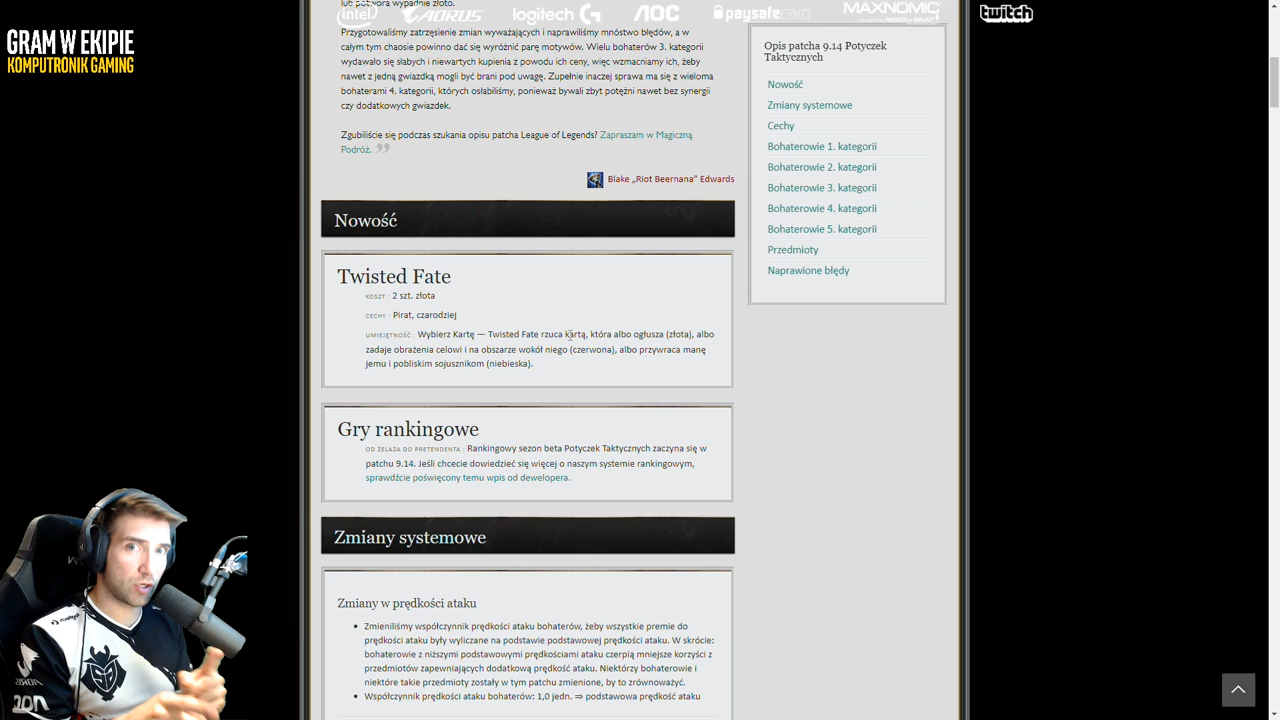 lub potwora wypadnie złoto.
intel AORUS logitech G AOC paysafecard MAXNOMIC twitch
GRAM W EKIPIE
KOMPUTRONIK GAMING
Przygotowaliśmy zatrzęsienie zmian wyważających i naprawiliśmy mnóstwo błędów, a w
całym tym chaosie powinno dać się wyróżnić parę motywów. Wielu bohaterów 3. kategorii
wydawało się słabych i niewartych kupienia z powodu ich ceny, więc wzmacniamy ich, żeby
nawet z jedną gwiazdką mogli być brani pod uwagę. Zupełnie inaczej sprawa ma się z wieloma
bohaterami 4. kategorii, których osłabiliśmy, ponieważ bywali zbyt potężni nawet bez synergii
czy dodatkowych gwiazdek.
Zgubiliście się podczas szukania opisu patcha League of Legends? Zapraszam w Magiczną
Podróż.
Blake „Riot Beernana” Edwards
Nowość
Twisted Fate
KOSZT : 2 szt. złota
CECHY : Pirat, czarodziej
UMIEJĘTNOŚĆ : Wybierz Kartę — Twisted Fate rzuca kartą, która albo ogłusza (złota), albo
zadaje obrażenia celowi i na obszarze wokół niego (czerwona), albo przywraca manę
jemu i pobliskim sojusznikom (niebieska).
Gry rankingowe
OD ŻELAZA DO PRETENDENTA : Rankingowy sezon beta Potyczek Taktycznych zaczyna się w
patchu 9.14. Jeśli chcecie dowiedzieć się więcej o naszym systemie rankingowym,
sprawdźcie poświęcony temu wpis od dewelopera.
Zmiany systemowe
Zmiany w prędkości ataku
• Zmieniliśmy współczynnik prędkości ataku bohaterów, żeby wszystkie premie do
prędkości ataku były wyliczane na podstawie podstawowej prędkości ataku. W skrócie:
bohaterowie z niższymi podstawowymi prędkościami ataku czerpią mniejsze korzyści z
przedmiotów zapewniających dodatkową prędkość ataku. Niektórzy bohaterowie i
niektóre takie przedmioty zostały w tym patchu zmienione, by to zrównoważyć.
• Współczynnik prędkości ataku bohaterów: 1,0 jedn. ⇒ podstawowa prędkość ataku
Opis patcha 9.14 Potyczek
Taktycznych
Nowość
Zmiany systemowe
Cechy
Bohaterowie 1. kategorii
Bohaterowie 2. kategorii
Bohaterowie 3. kategorii
Bohaterowie 4. kategorii
Bohaterowie 5. kategorii
Przedmioty
Naprawione błędy